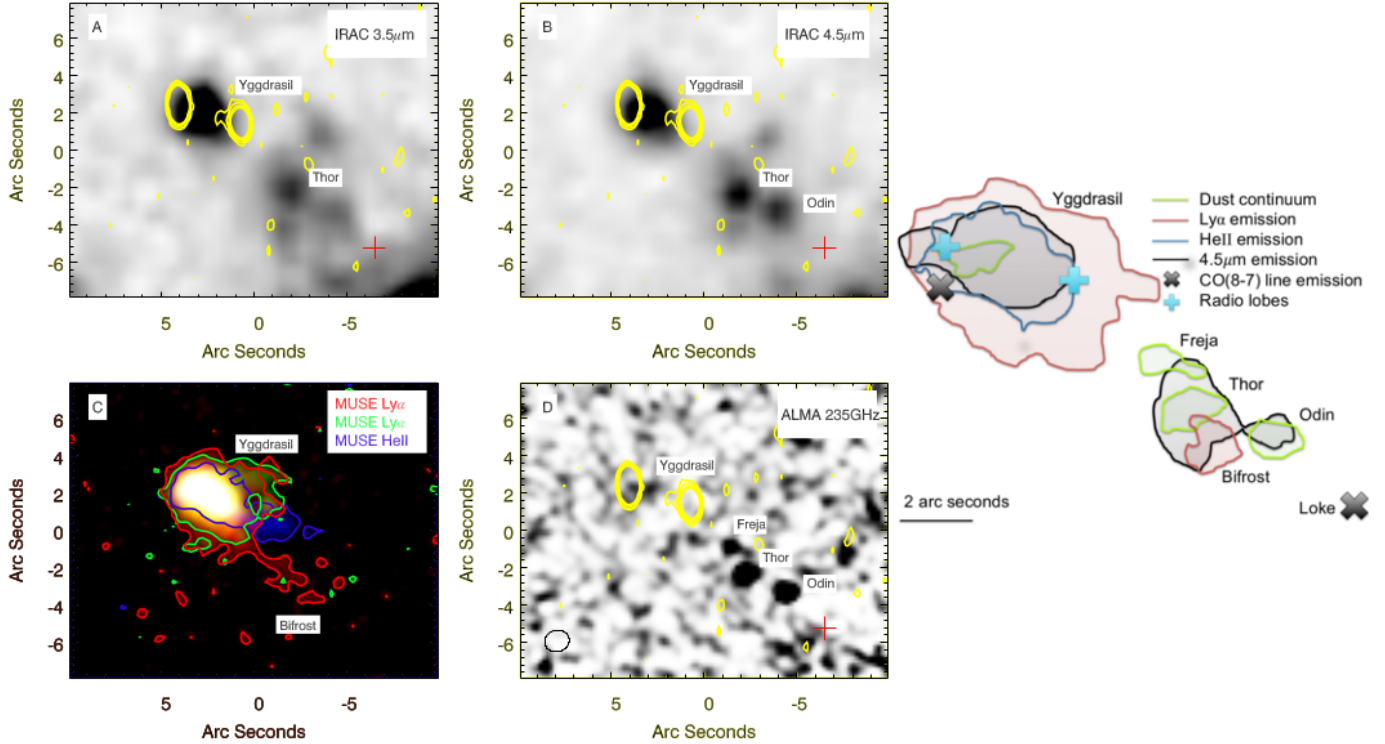 A
IRAC 3.5μm
Yggdrasil
Thor
6
4
2
0
-2
-4
-6
Arc Seconds
5
0
-5
Arc Seconds
B
IRAC 4.5μm
Yggdrasil
Thor
Odin
6
4
2
0
-2
-4
-6
Arc Seconds
5
0
-5
Arc Seconds
C
MUSE Lyα
MUSE Lyα
MUSE HeII
Yggdrasil
Bifrost
6
4
2
0
-2
-4
-6
Arc Seconds
5
0
-5
Arc Seconds
D
ALMA 235GHz
Yggdrasil
Freja
Thor
Odin
6
4
2
0
-2
-4
-6
Arc Seconds
5
0
-5
Arc Seconds
Yggdrasil
Dust continuum
Lyα emission
HeII emission
4.5μm emission
CO(8-7) line emission
Radio lobes
Freja
Thor
Odin
Bifrost
2 arc seconds
Loke